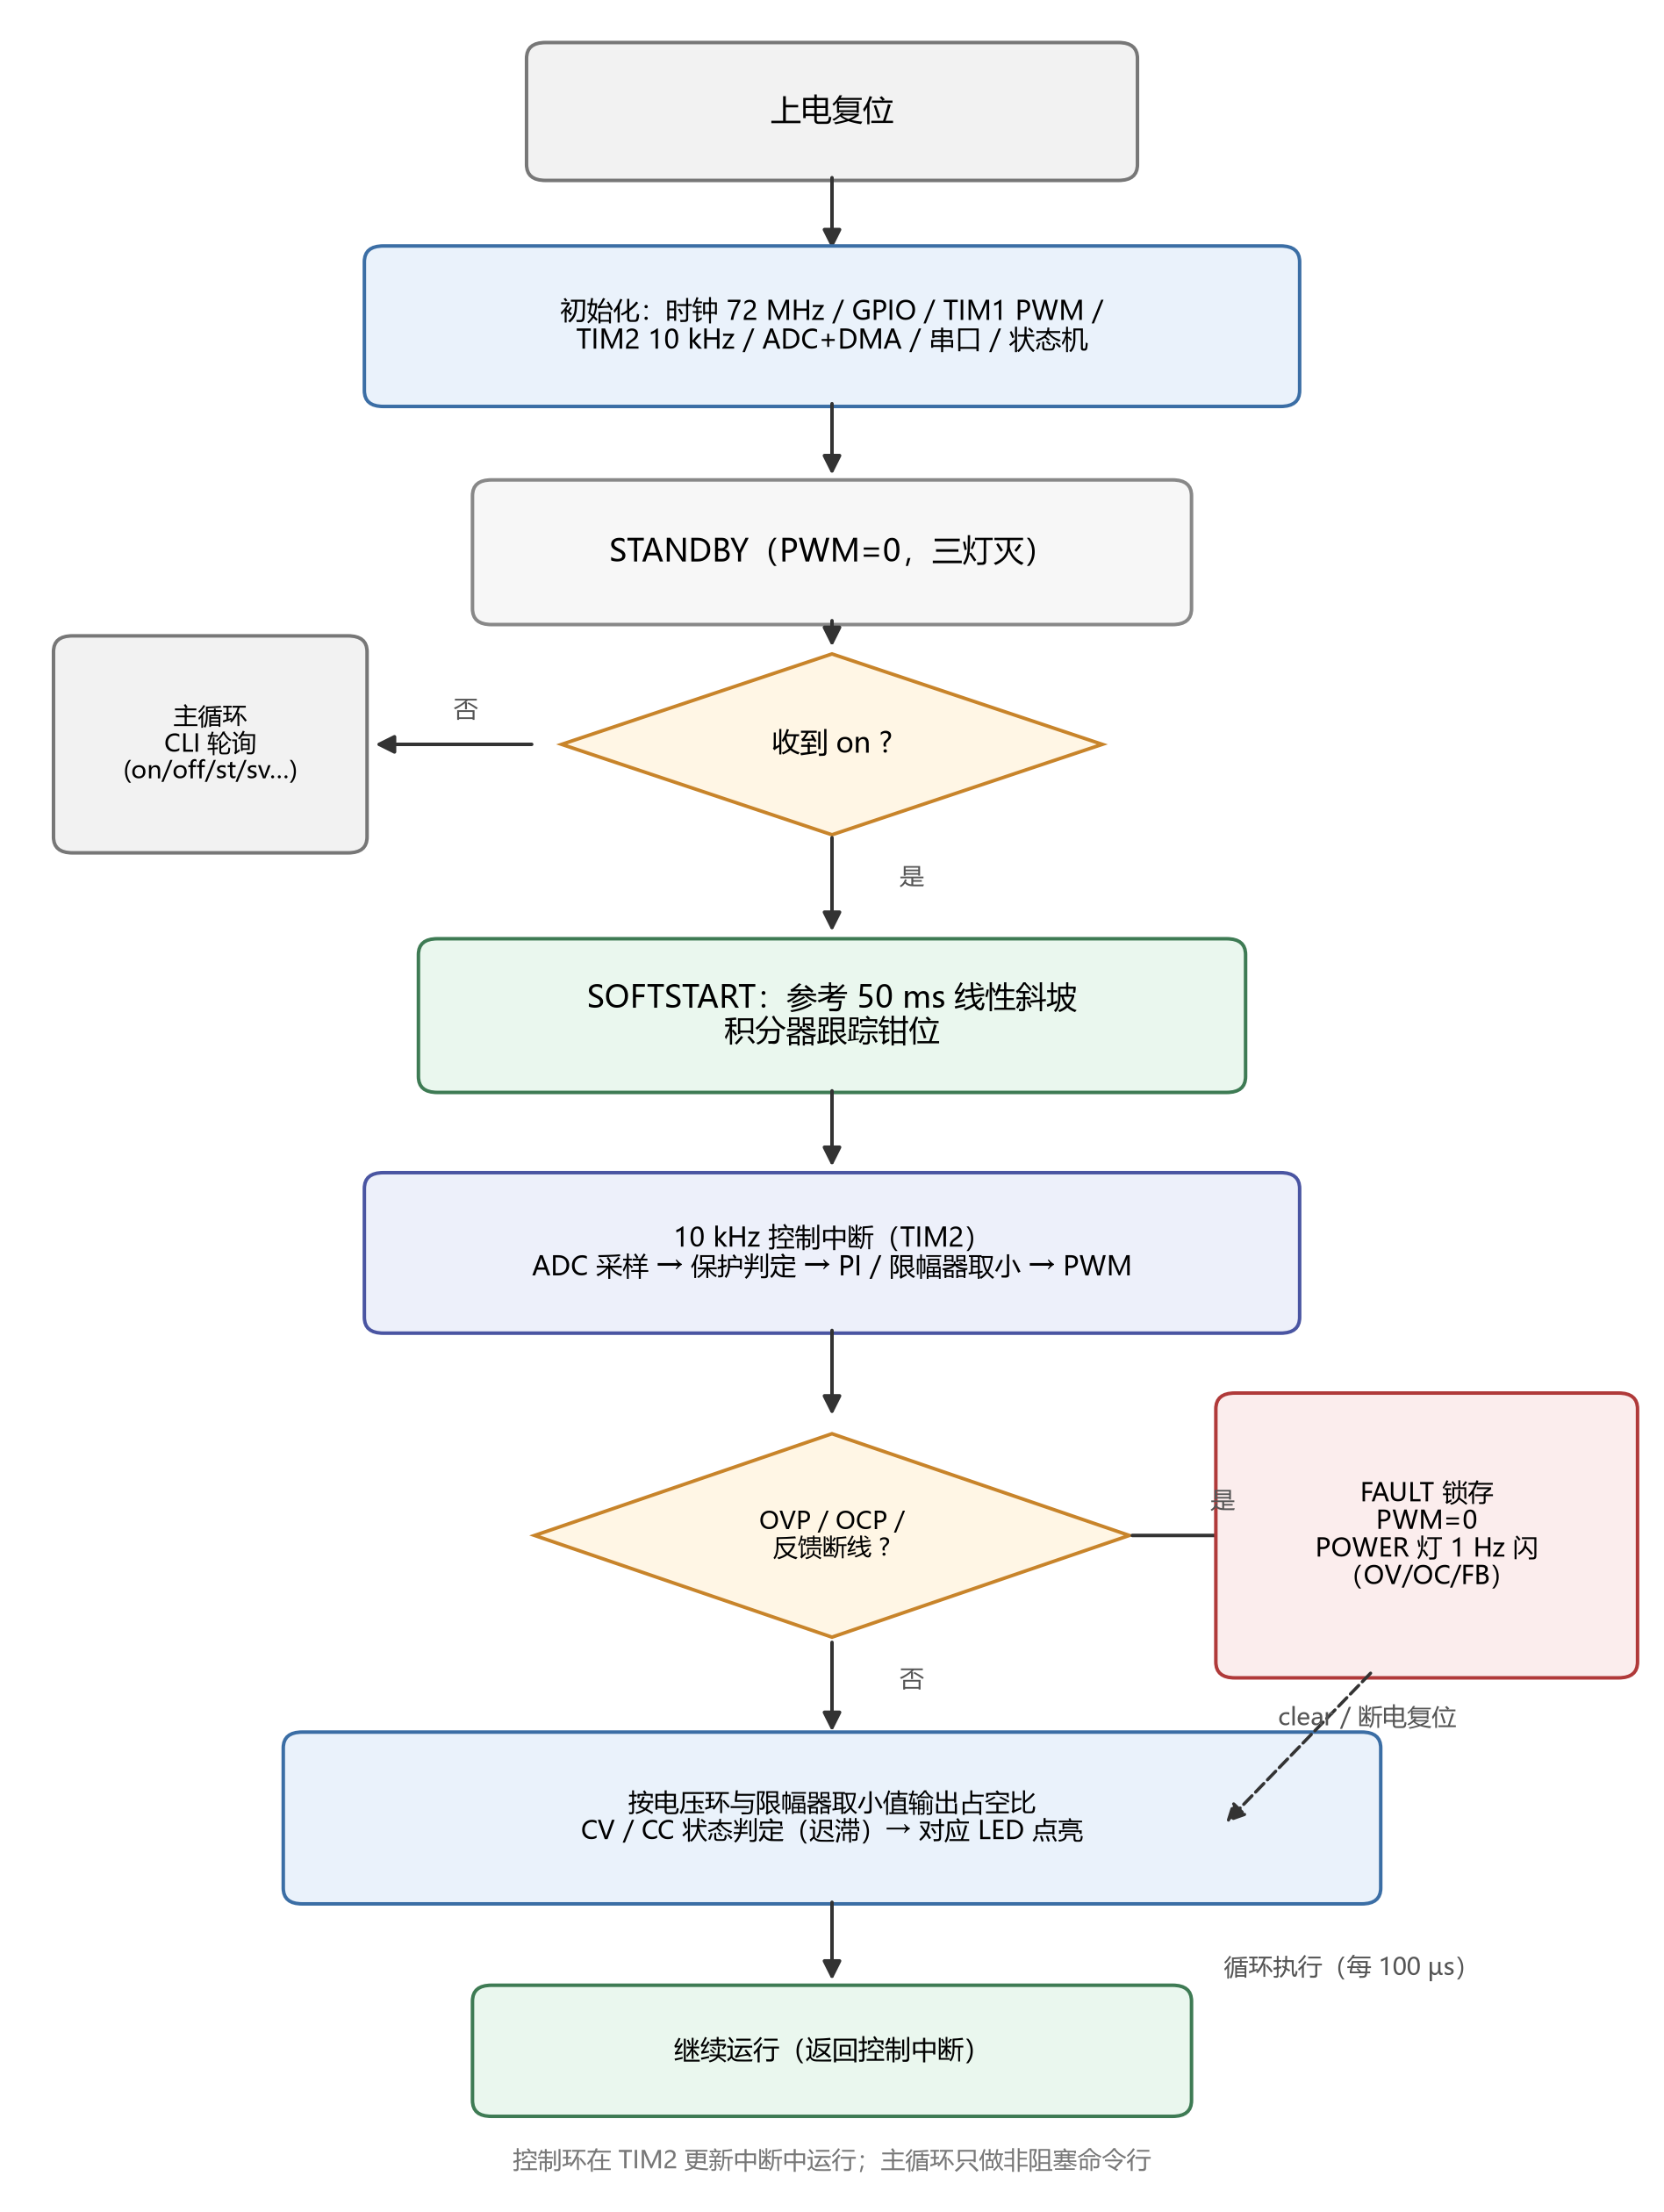 上电复位
初始化：时钟 72 MHz / GPIO / TIM1 PWM /
TIM2 10 kHz / ADC+DMA / 串口 / 状态机
STANDBY（PWM=0，三灯灭）
主循环
CLI 轮询
(on/off/st/sv...)
否
收到 on ?
是
SOFTSTART：参考 50 ms 线性斜坡
积分器跟踪钳位
10 kHz 控制中断（TIM2）
ADC 采样 → 保护判定 → PI / 限幅器取小 → PWM
OVP / OCP /
反馈断线 ?
是
FAULT 锁存
PWM=0
POWER 灯 1 Hz 闪
（OV/OC/FB）
否
clear / 断电复位
按电压环与限幅器取小值输出占空比
CV / CC 状态判定（迟滞）→ 对应 LED 点亮
循环执行（每 100 μs）
继续运行（返回控制中断）
控制环在 TIM2 更新中断中运行；主循环只做非阻塞命令行